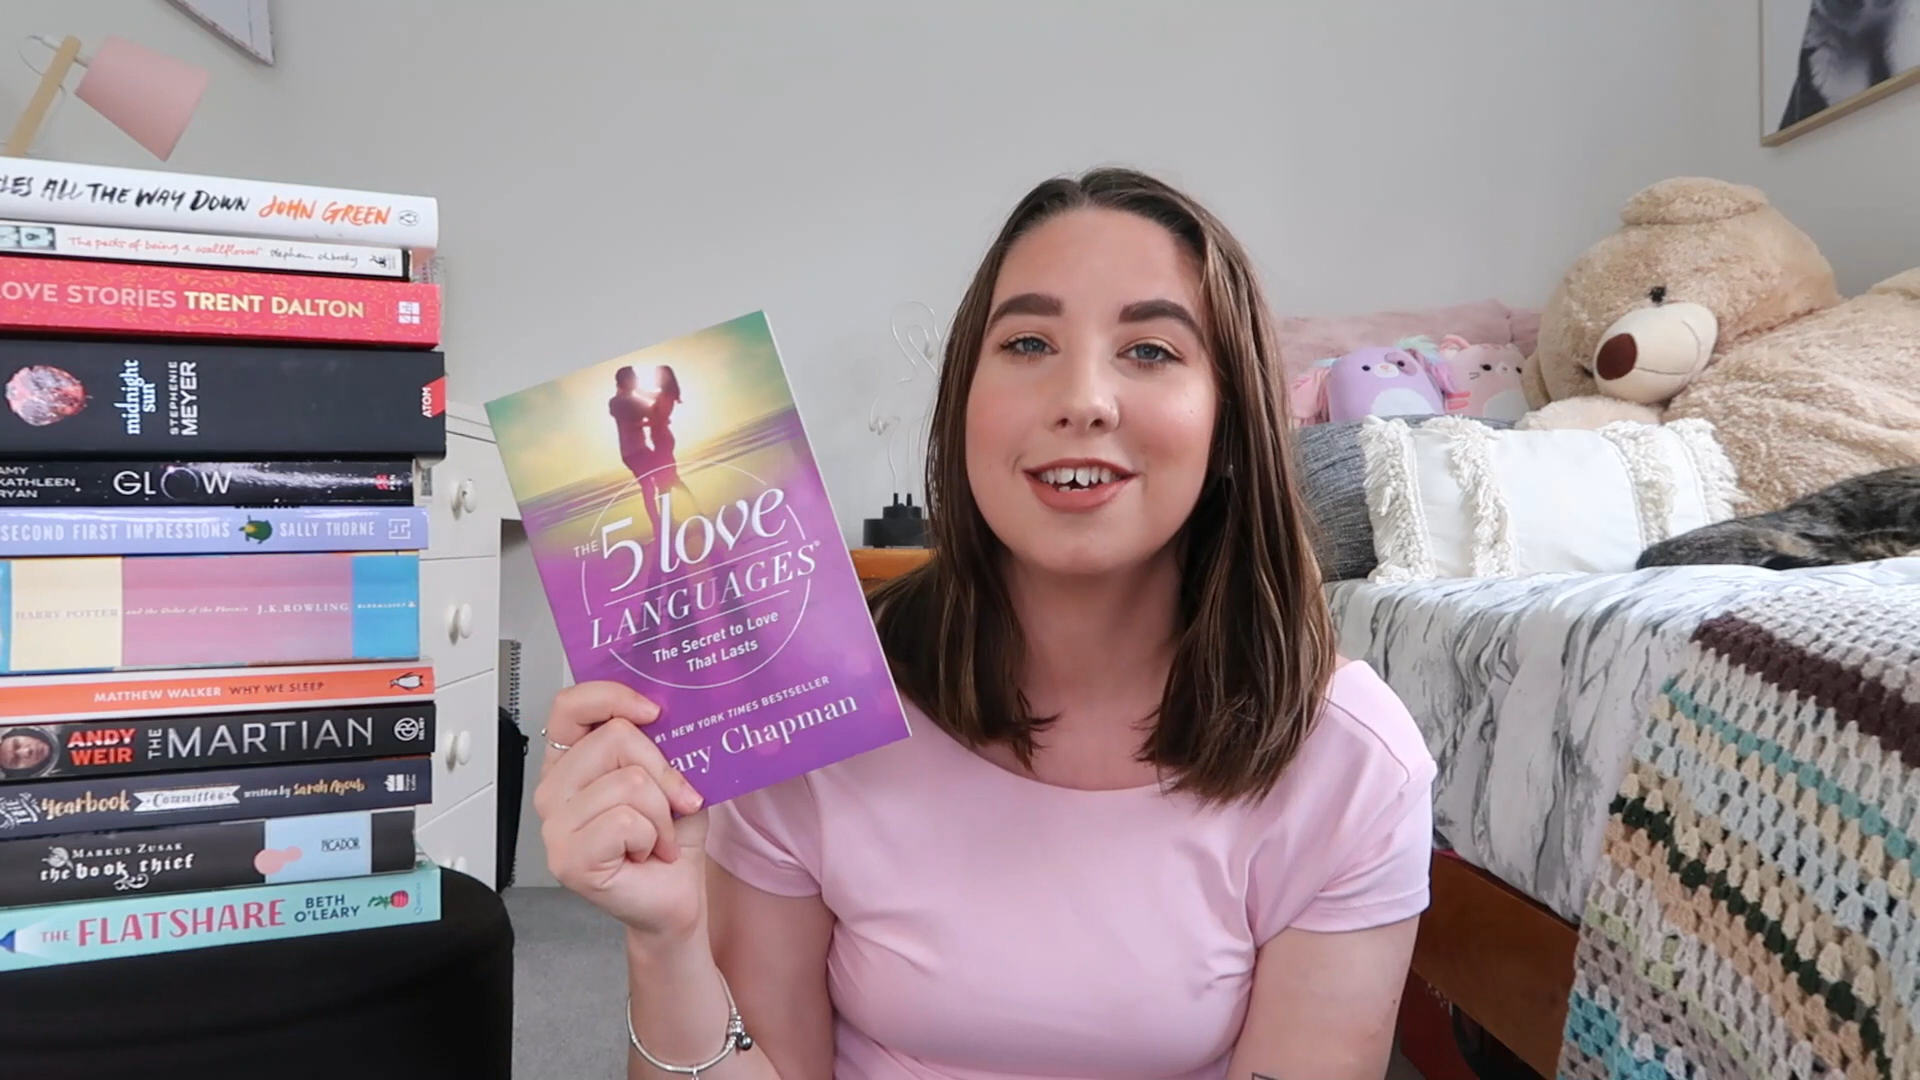 LES ALL THE WAY DOWN JOHN GREEN
The perks of being a wallflower stephen chbosky
LOVE STORIES TRENT DALTON
midnight sun STEPHENIE MEYER ATOM
AMY KATHLEEN RYAN GLOW
SECOND FIRST IMPRESSIONS SALLY THORNE
HARRY POTTER and the Order of the Phoenix J.K.ROWLING BLOOMSBURY
MATTHEW WALKER WHY WE SLEEP
ANDY WEIR THE MARTIAN
Yearbook Committee written by Sarah Ayoub
MARKUS ZUSAK the book thief PICADOR
THE FLATSHARE BETH O'LEARY
THE 5 love
LANGUAGES®
The Secret to Love
That Lasts
#1 NEW YORK TIMES BESTSELLER
ary Chapman